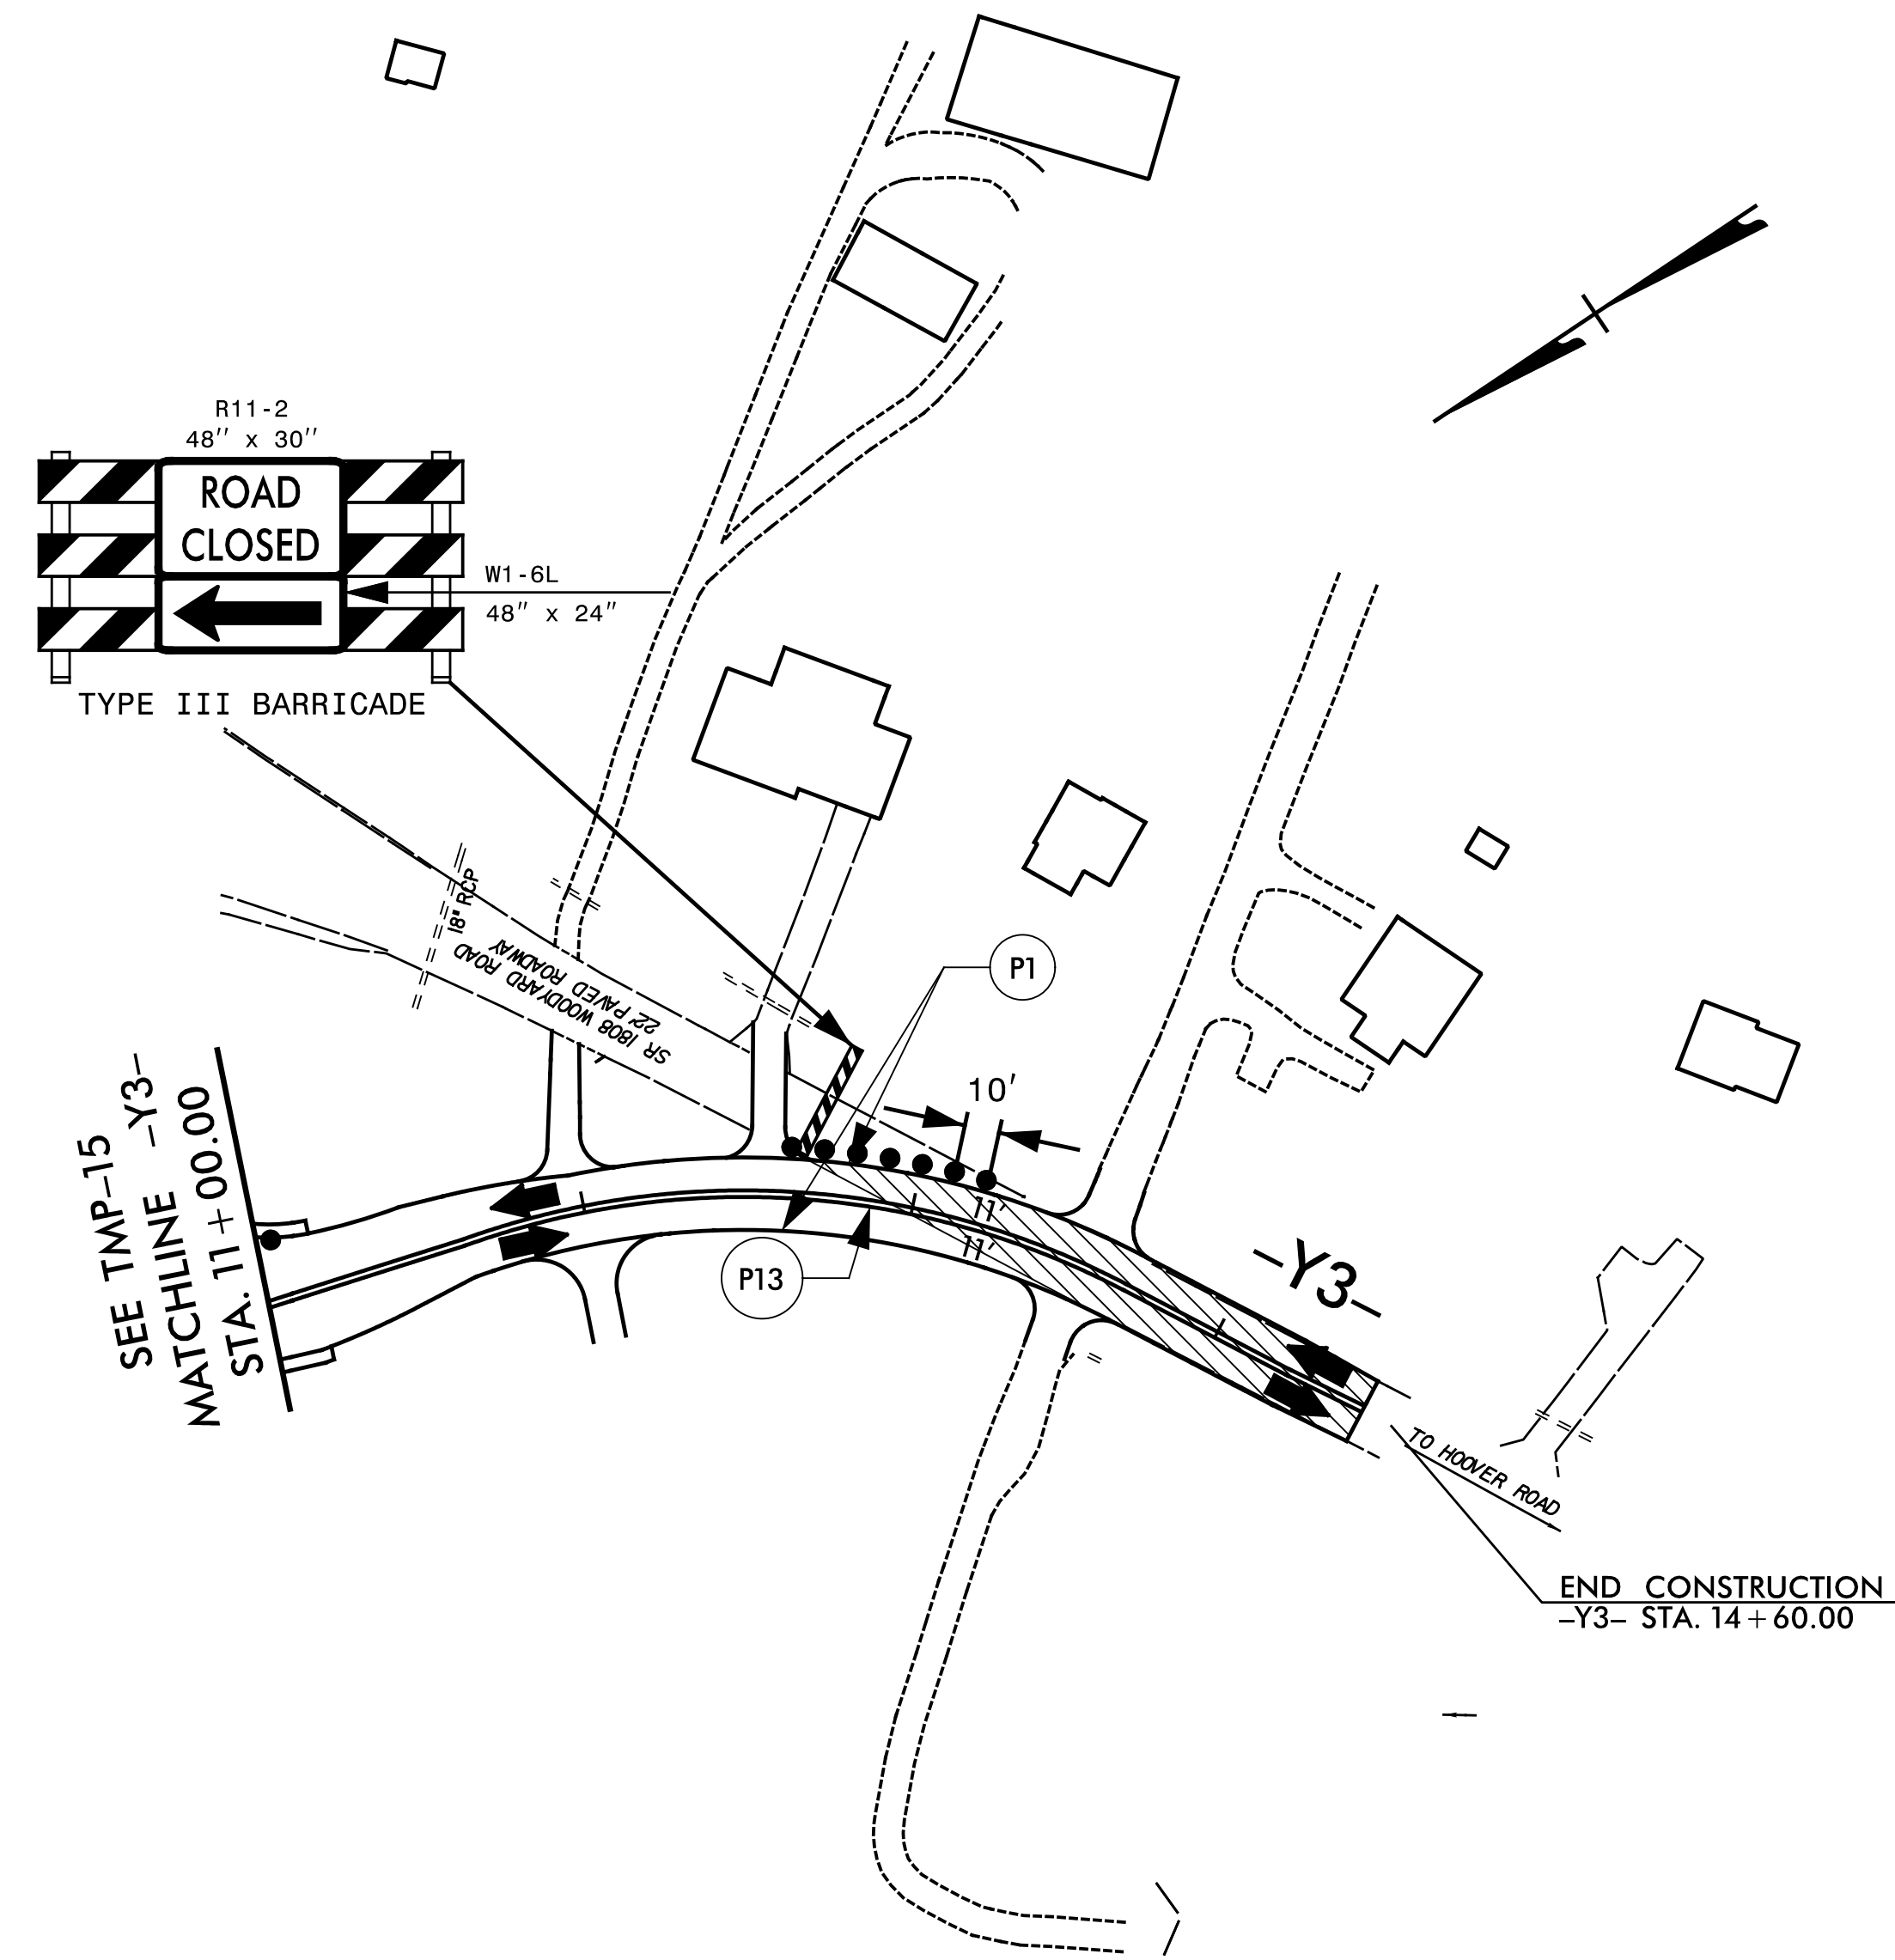 R11-2
48" x 30"
ROAD
CLOSED
W1-6L
48" x 24"
TYPE III BARRICADE
18" RCP
SR 1808 WOODYARD ROAD
22' PAVED ROADWAY
P1
10'
SEE TMP-15
MATCHLINE -Y3-
STA. 11+00.00
11'
11'
P13
-Y3-
TO HOOVER ROAD
END CONSTRUCTION
-Y3- STA. 14+60.00